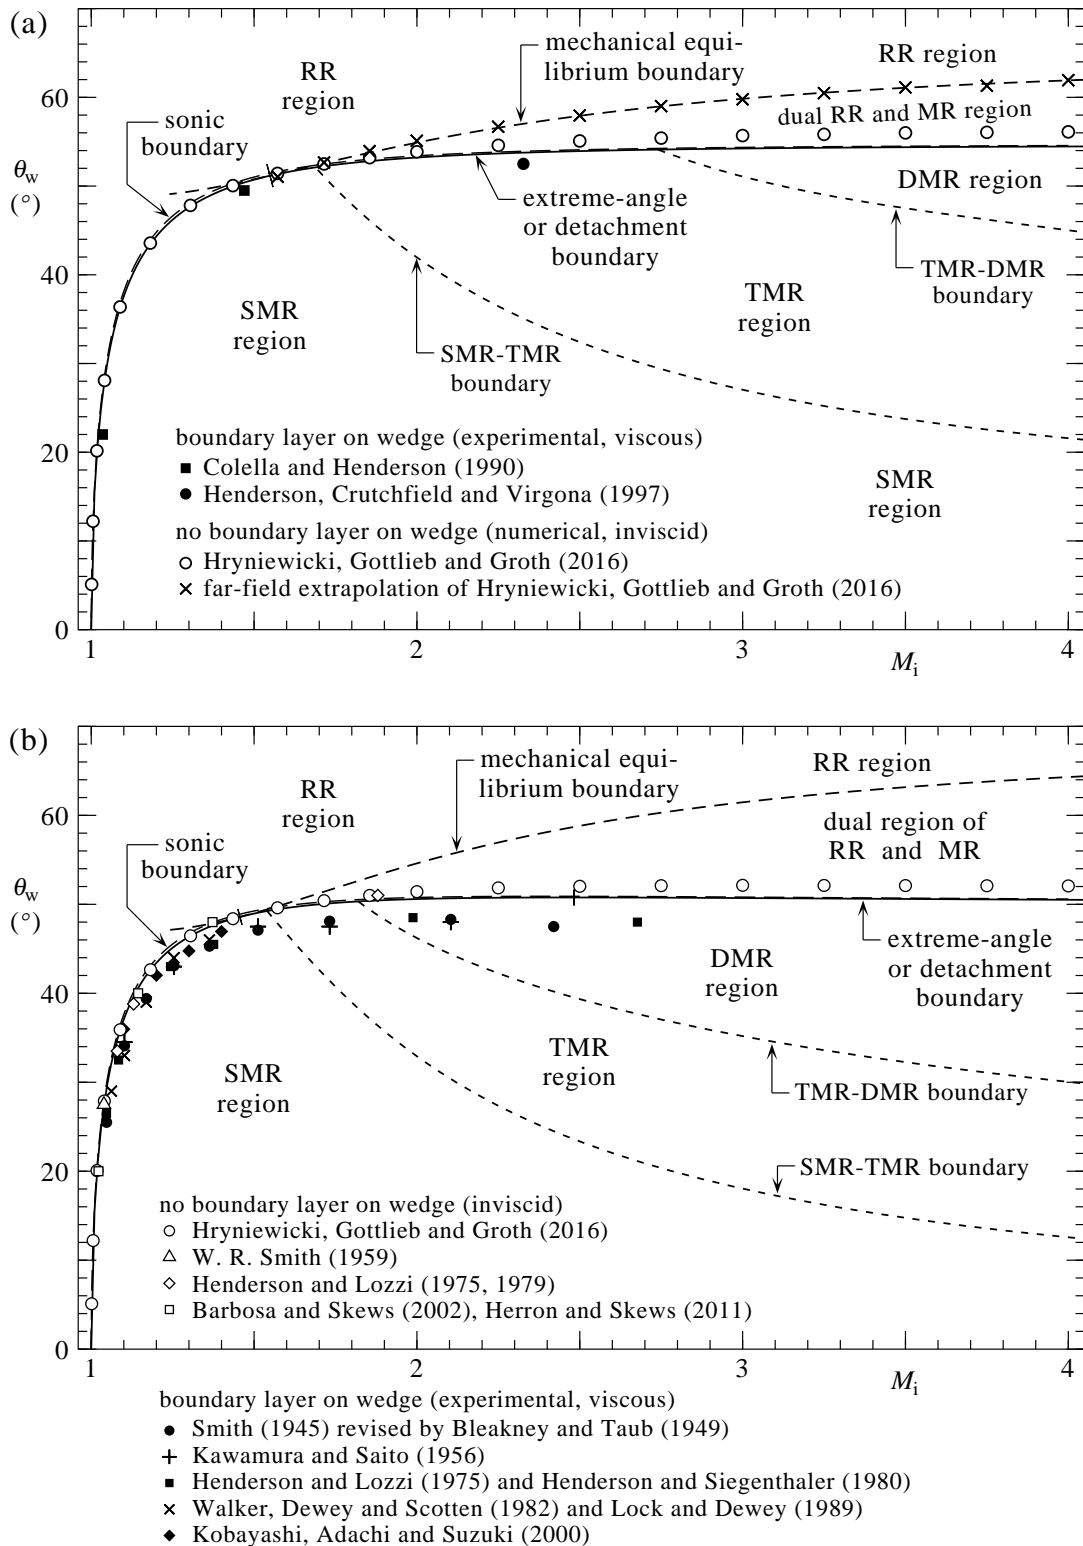 (a)
RR
region
mechanical equi-
librium boundary
RR region
dual RR and MR region
sonic
boundary
60
θw
(°)
extreme-angle
or detachment
boundary
DMR region
TMR-DMR
boundary
40
SMR
region
TMR
region
SMR-TMR
boundary
boundary layer on wedge (experimental, viscous)
Colella and Henderson (1990)
Henderson, Crutchfield and Virgona (1997)
SMR
region
20
no boundary layer on wedge (numerical, inviscid)
Hryniewicki, Gottlieb and Groth (2016)
far-field extrapolation of Hryniewicki, Gottlieb and Groth (2016)
0
1 2 3 4
Mi
(b)
RR
region
mechanical equi-
librium boundary
RR region
dual region of
RR and MR
sonic
boundary
60
θw
(°)
extreme-angle
or detachment
boundary
DMR
region
40
SMR
region
TMR
region
TMR-DMR boundary
SMR-TMR boundary
20
no boundary layer on wedge (inviscid)
Hryniewicki, Gottlieb and Groth (2016)
W. R. Smith (1959)
Henderson and Lozzi (1975, 1979)
Barbosa and Skews (2002), Herron and Skews (2011)
0
1 2 3 4
Mi
boundary layer on wedge (experimental, viscous)
Smith (1945) revised by Bleakney and Taub (1949)
Kawamura and Saito (1956)
Henderson and Lozzi (1975) and Henderson and Siegenthaler (1980)
Walker, Dewey and Scotten (1982) and Lock and Dewey (1989)
Kobayashi, Adachi and Suzuki (2000)